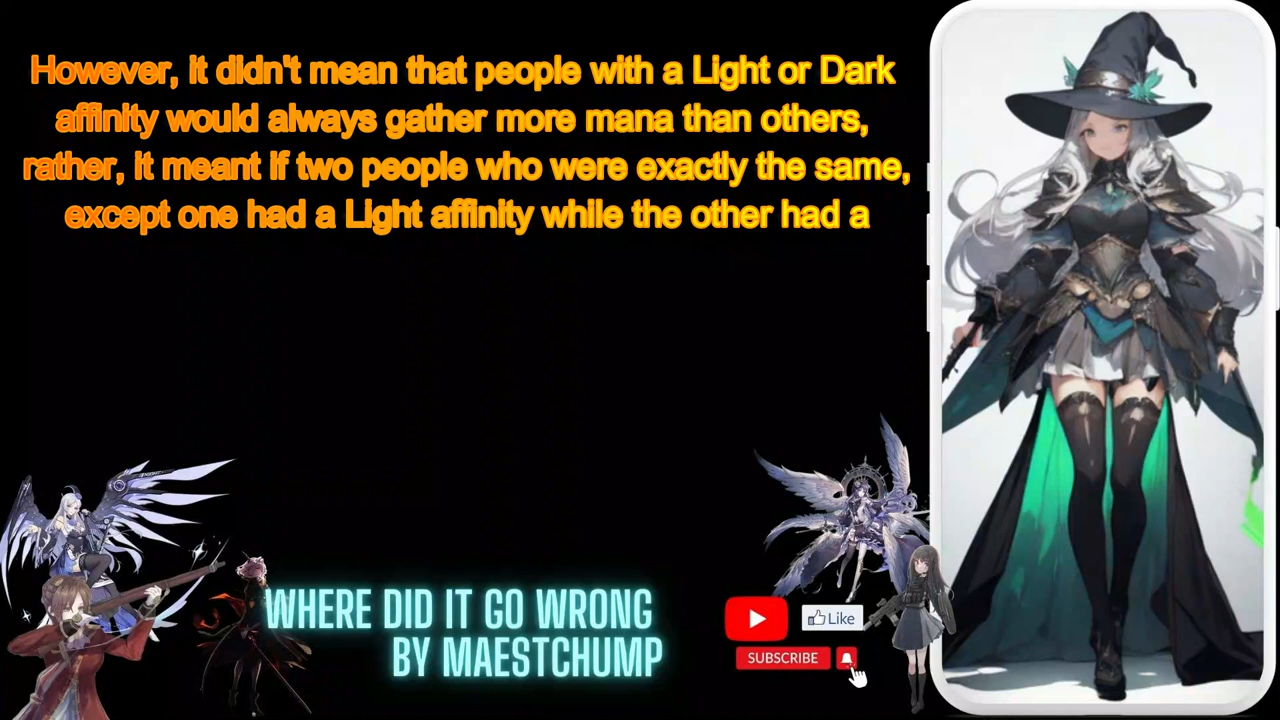 However, it didn't mean that people with a Light or Dark
affinity would always gather more mana than others,
rather, it meant if two people who were exactly the same,
except one had a Light affinity while the other had a
WHERE DID IT GO WRONG
BY MAESTCHUMP
Like
SUBSCRIBE